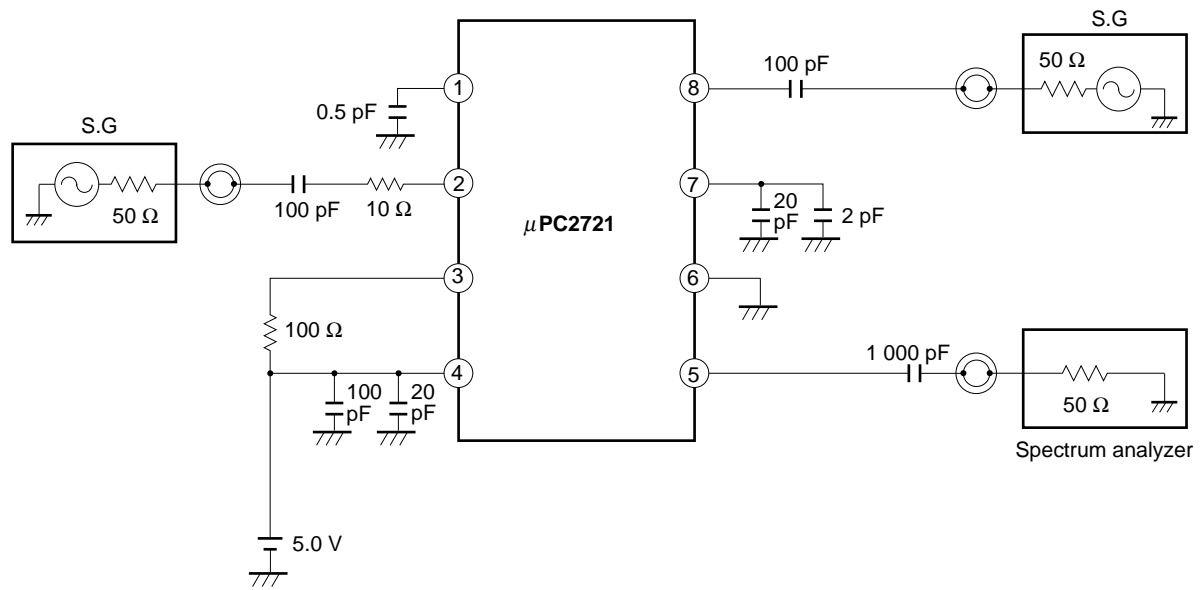 S.G
50 Ω
100 pF
1
8
0.5 pF
S.G
50 Ω
100 pF
10 Ω
2
7
20
pF
2 pF
μPC2721
3
6
100 Ω
4
5
100
pF
20
pF
1 000 pF
50 Ω
Spectrum analyzer
5.0 V